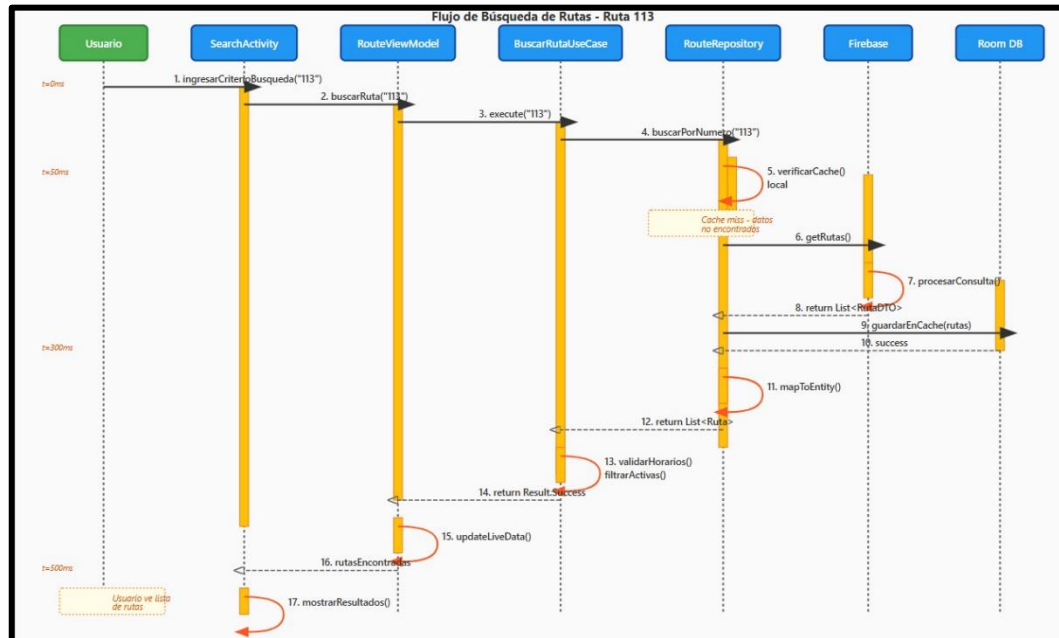 Flujo de Búsqueda de Rutas - Ruta 113
Usuario
SearchActivity
RouteViewModel
BuscarRutaUseCase
RouteRepository
Firebase
Room DB
t=0ms
1. ingresarCriterioBusqueda("113")
2. buscarRuta("113")
3. execute("113")
4. buscarPorNumero("113")
t=50ms
5. verificarCache()
local
Cache miss - datos
no encontrados
6. getRutas()
7. procesarConsulta()
8. return List<RutaDTO>
9. guardarEnCache(rutas)
t=300ms
10. success
11. mapToEntity()
12. return List<Ruta>
13. validarHorarios()
filtrarActivas()
14. return Result.Success
15. updateLiveData()
16. rutasEncontradas
t=500ms
Usuario ve lista
de rutas
17. mostrarResultados()